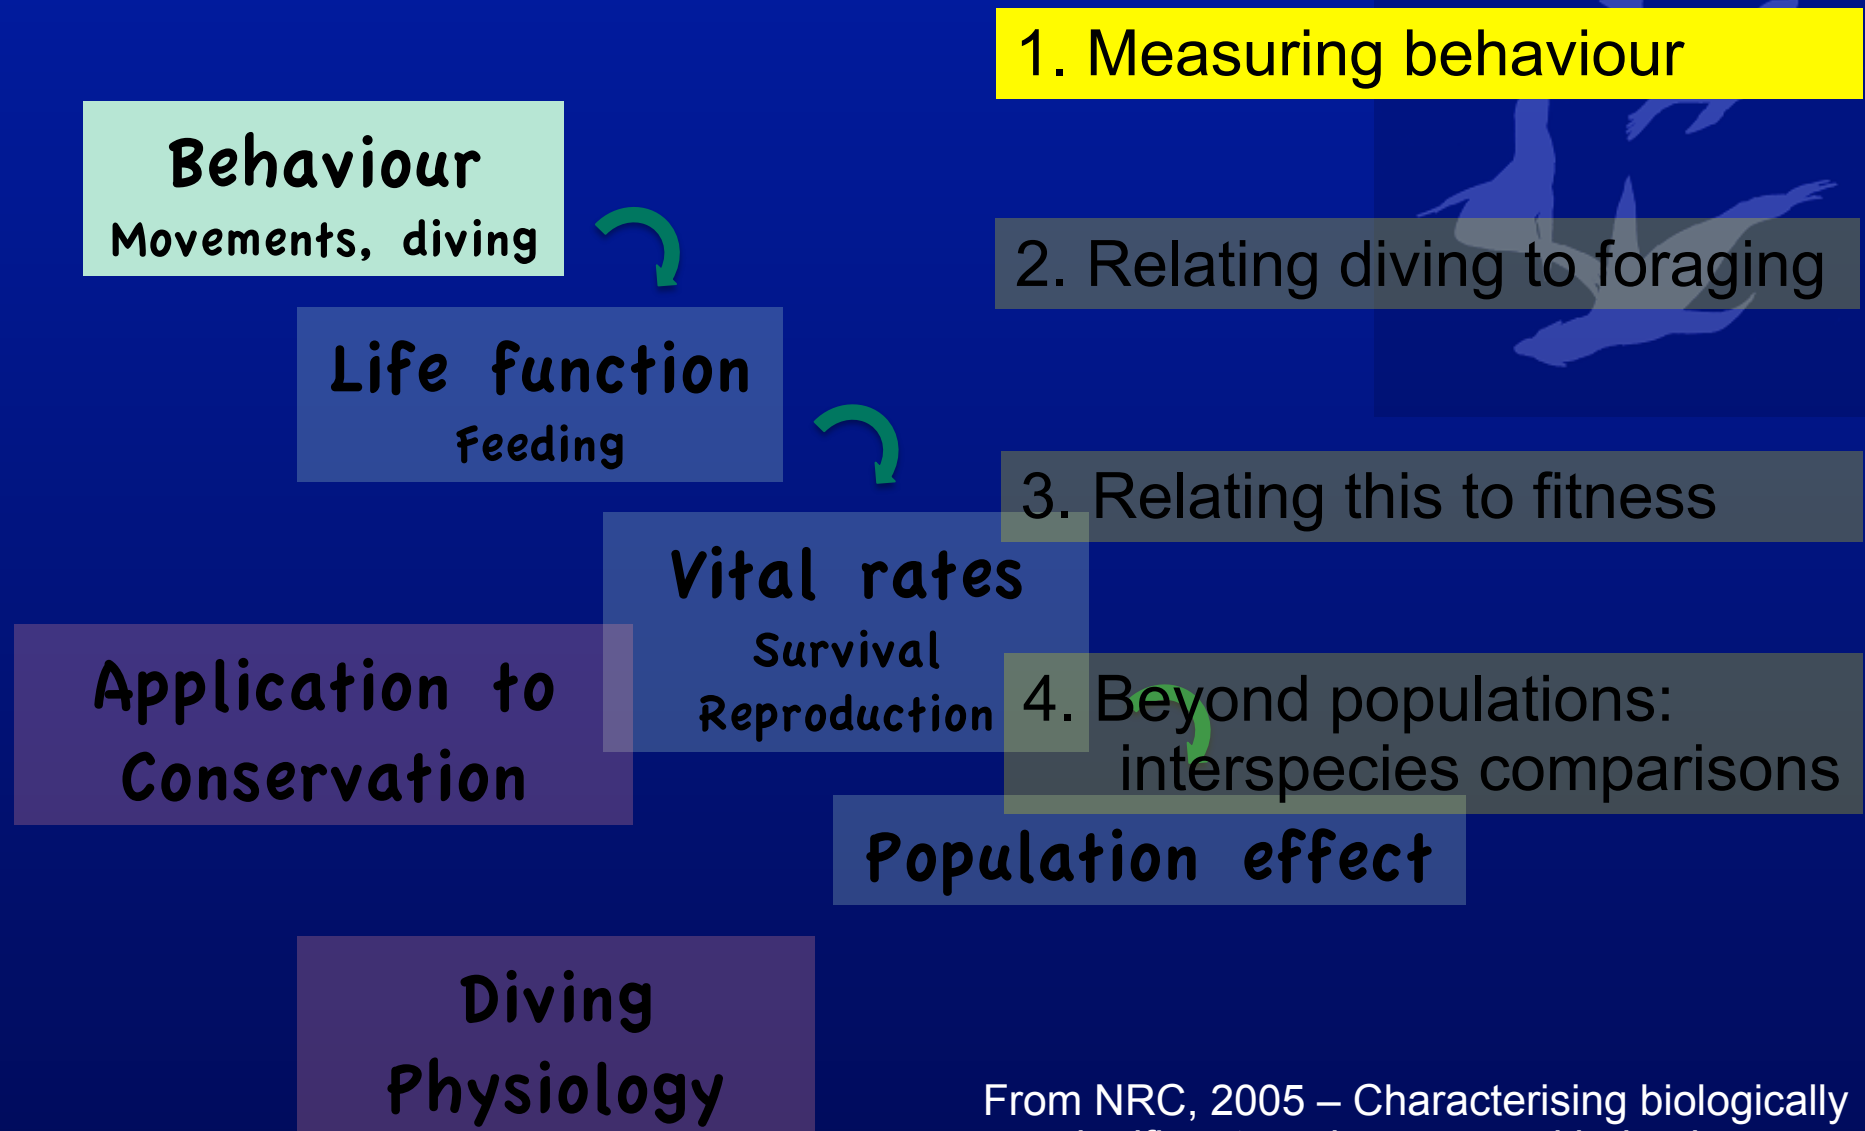 1. Measuring behaviour
Behaviour
Movements, diving
2. Relating diving to foraging
Life function
Feeding
3. Relating this to fitness
Vital rates
Survival
Reproduction
Application to
Conservation
4. Beyond populations:
interspecies comparisons
Population effect
Diving
Physiology
From NRC, 2005 – Characterising biologically